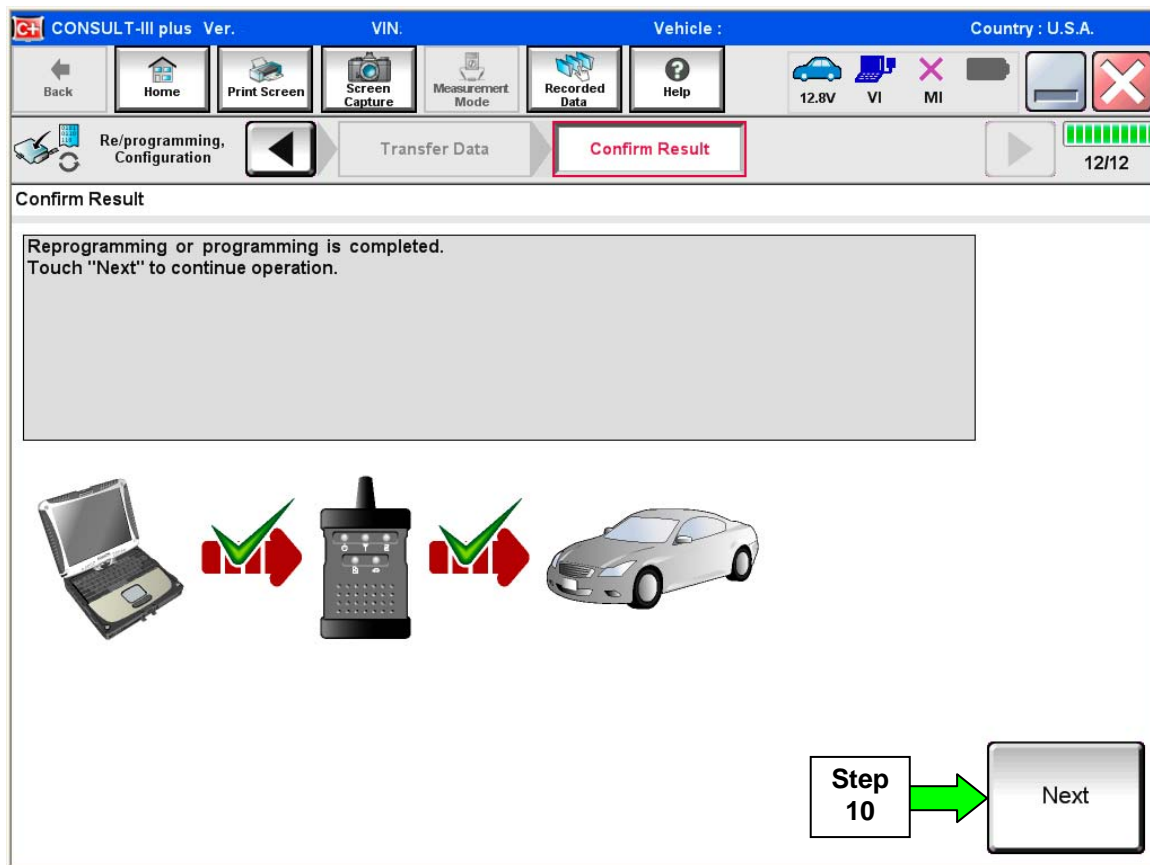 C+ CONSULT-III plus Ver. VIN: Vehicle : Country : U.S.A.
Back
Home
Print Screen
Screen
Capture
Measurement
Mode
Recorded
Data
Help
12.8V
VI
MI
Re/programming,
Configuration
Transfer Data
Confirm Result
12/12
Confirm Result
Reprogramming or programming is completed.
Touch "Next" to continue operation.
Step
10
Next